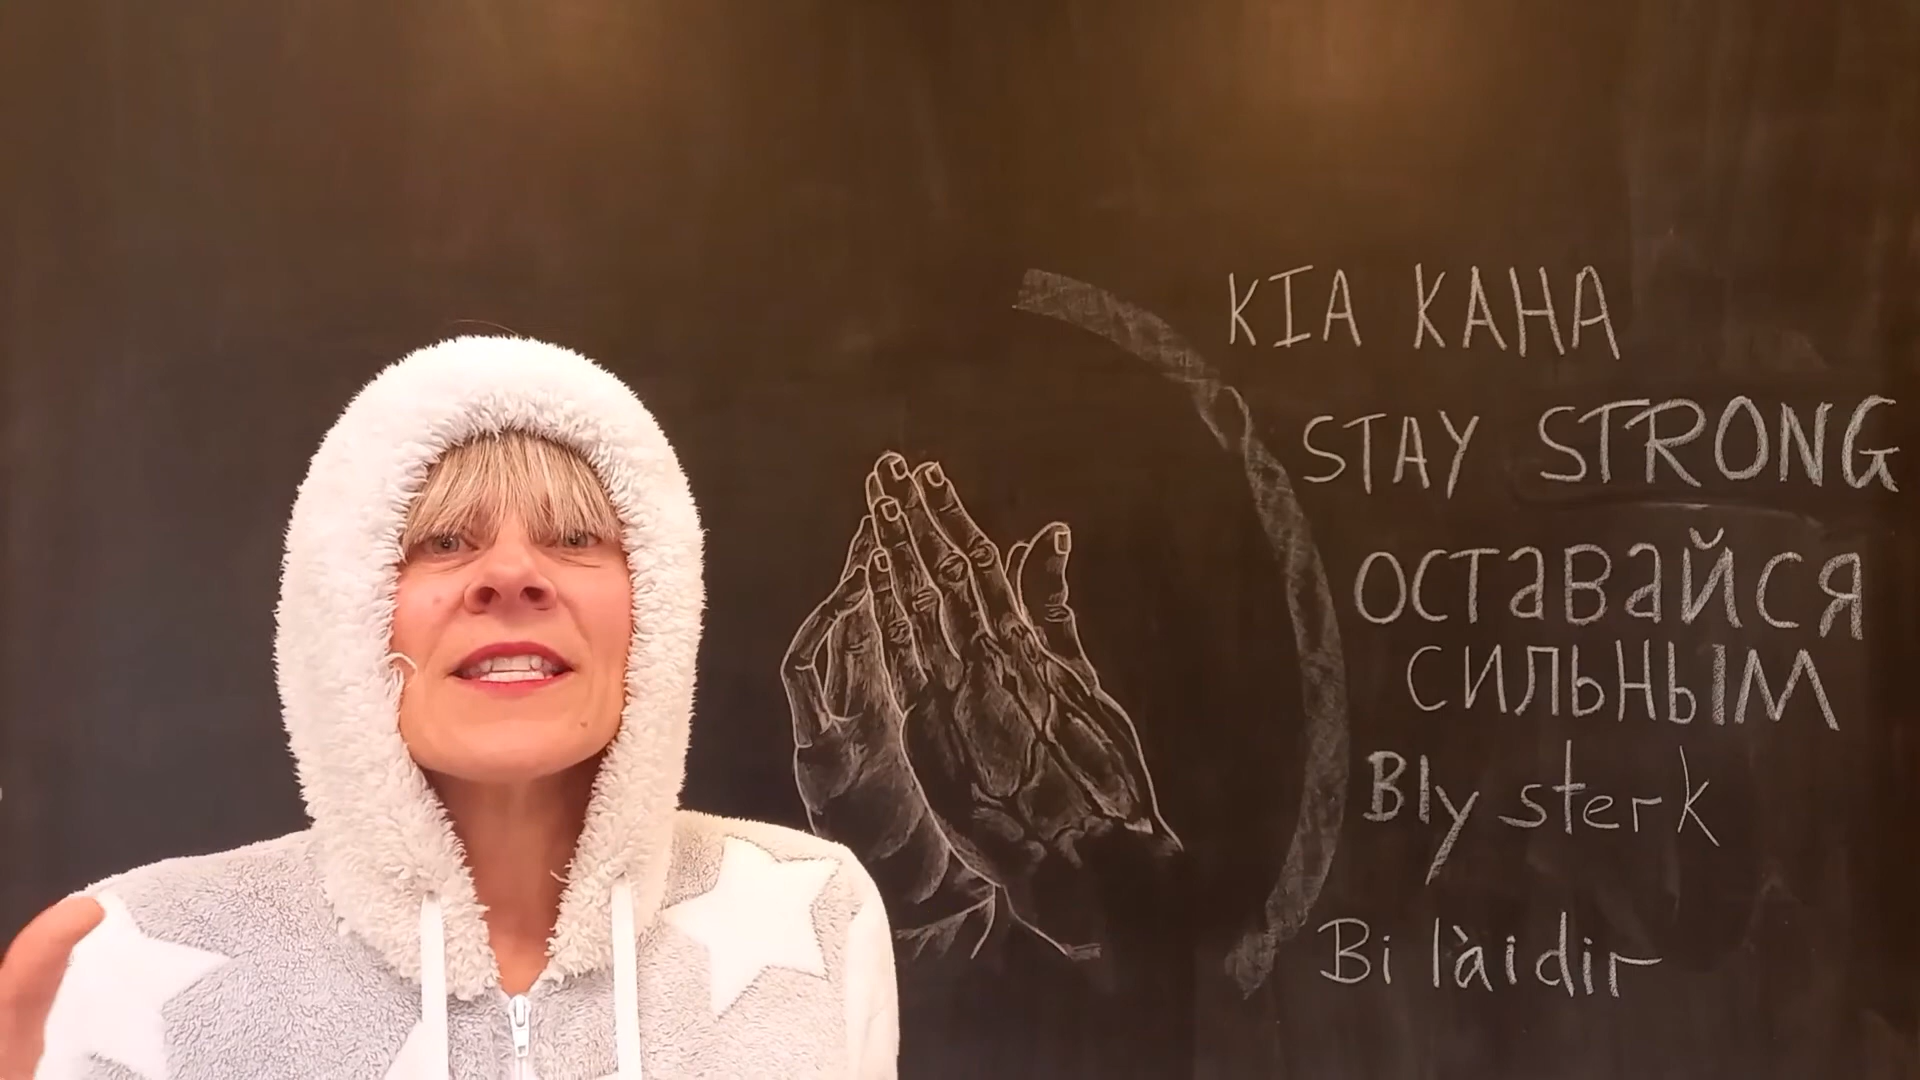 KIA KAHA
STAY STRONG
ОСТАВАЙСЯ
СИЛЬНЫМ
Bly sterk
Bi làidir